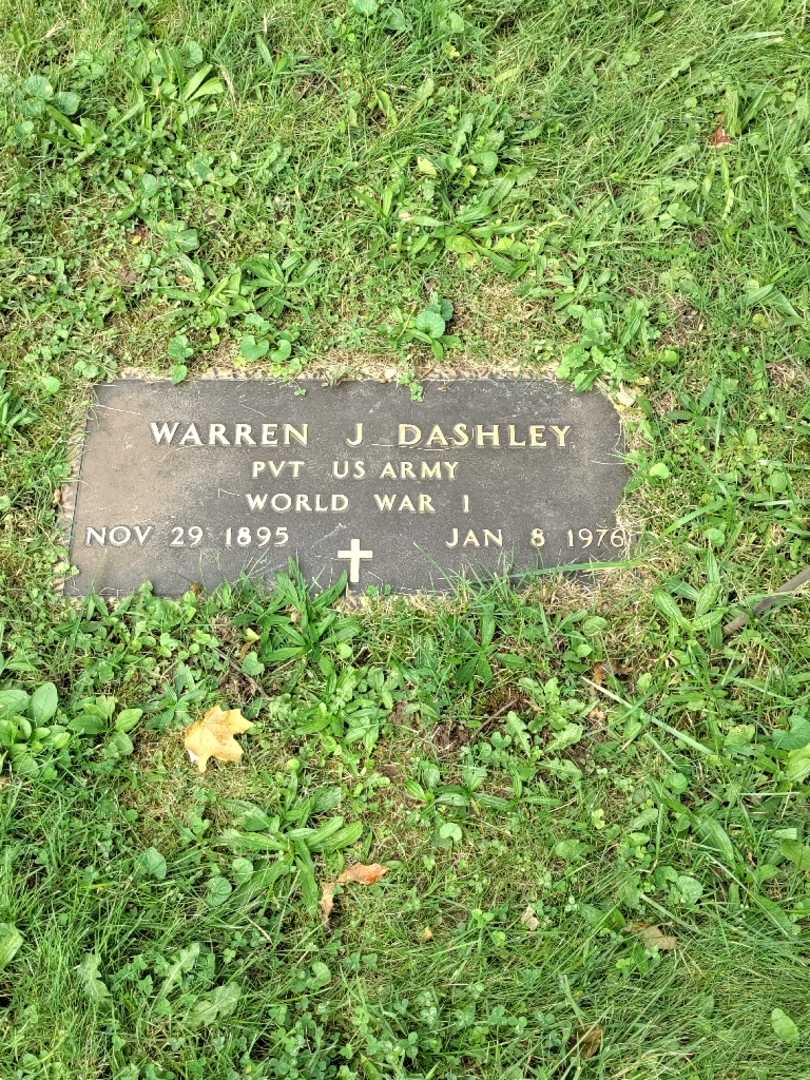 WARREN J DASHLEY
PVT US ARMY
WORLD WAR I
NOV 29 1895 JAN 8 1976